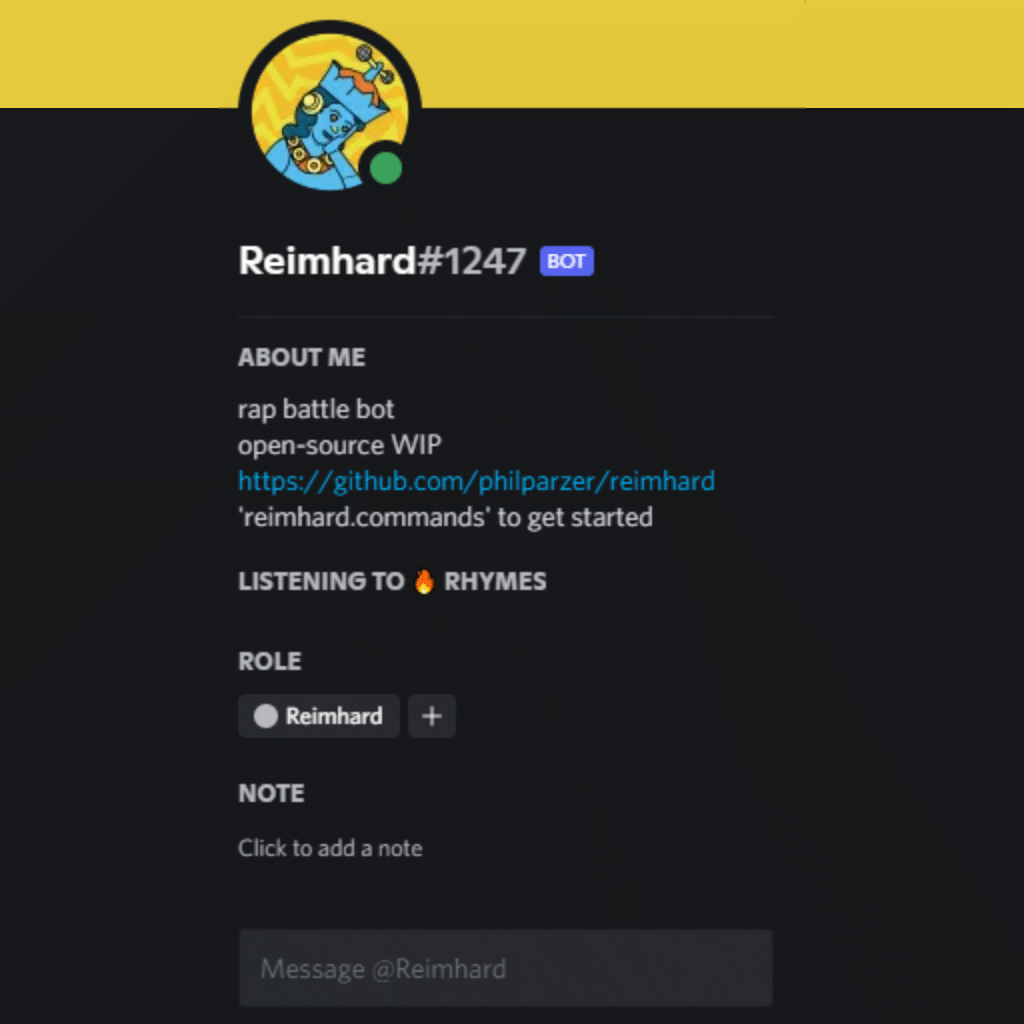 Reimhard#1247 BOT
ABOUT ME
rap battle bot
open-source WIP
https://github.com/philparzer/reimhard
'reimhard.commands' to get started
LISTENING TO 🔥 RHYMES
ROLE
Reimhard +
NOTE
Click to add a note
Message @Reimhard